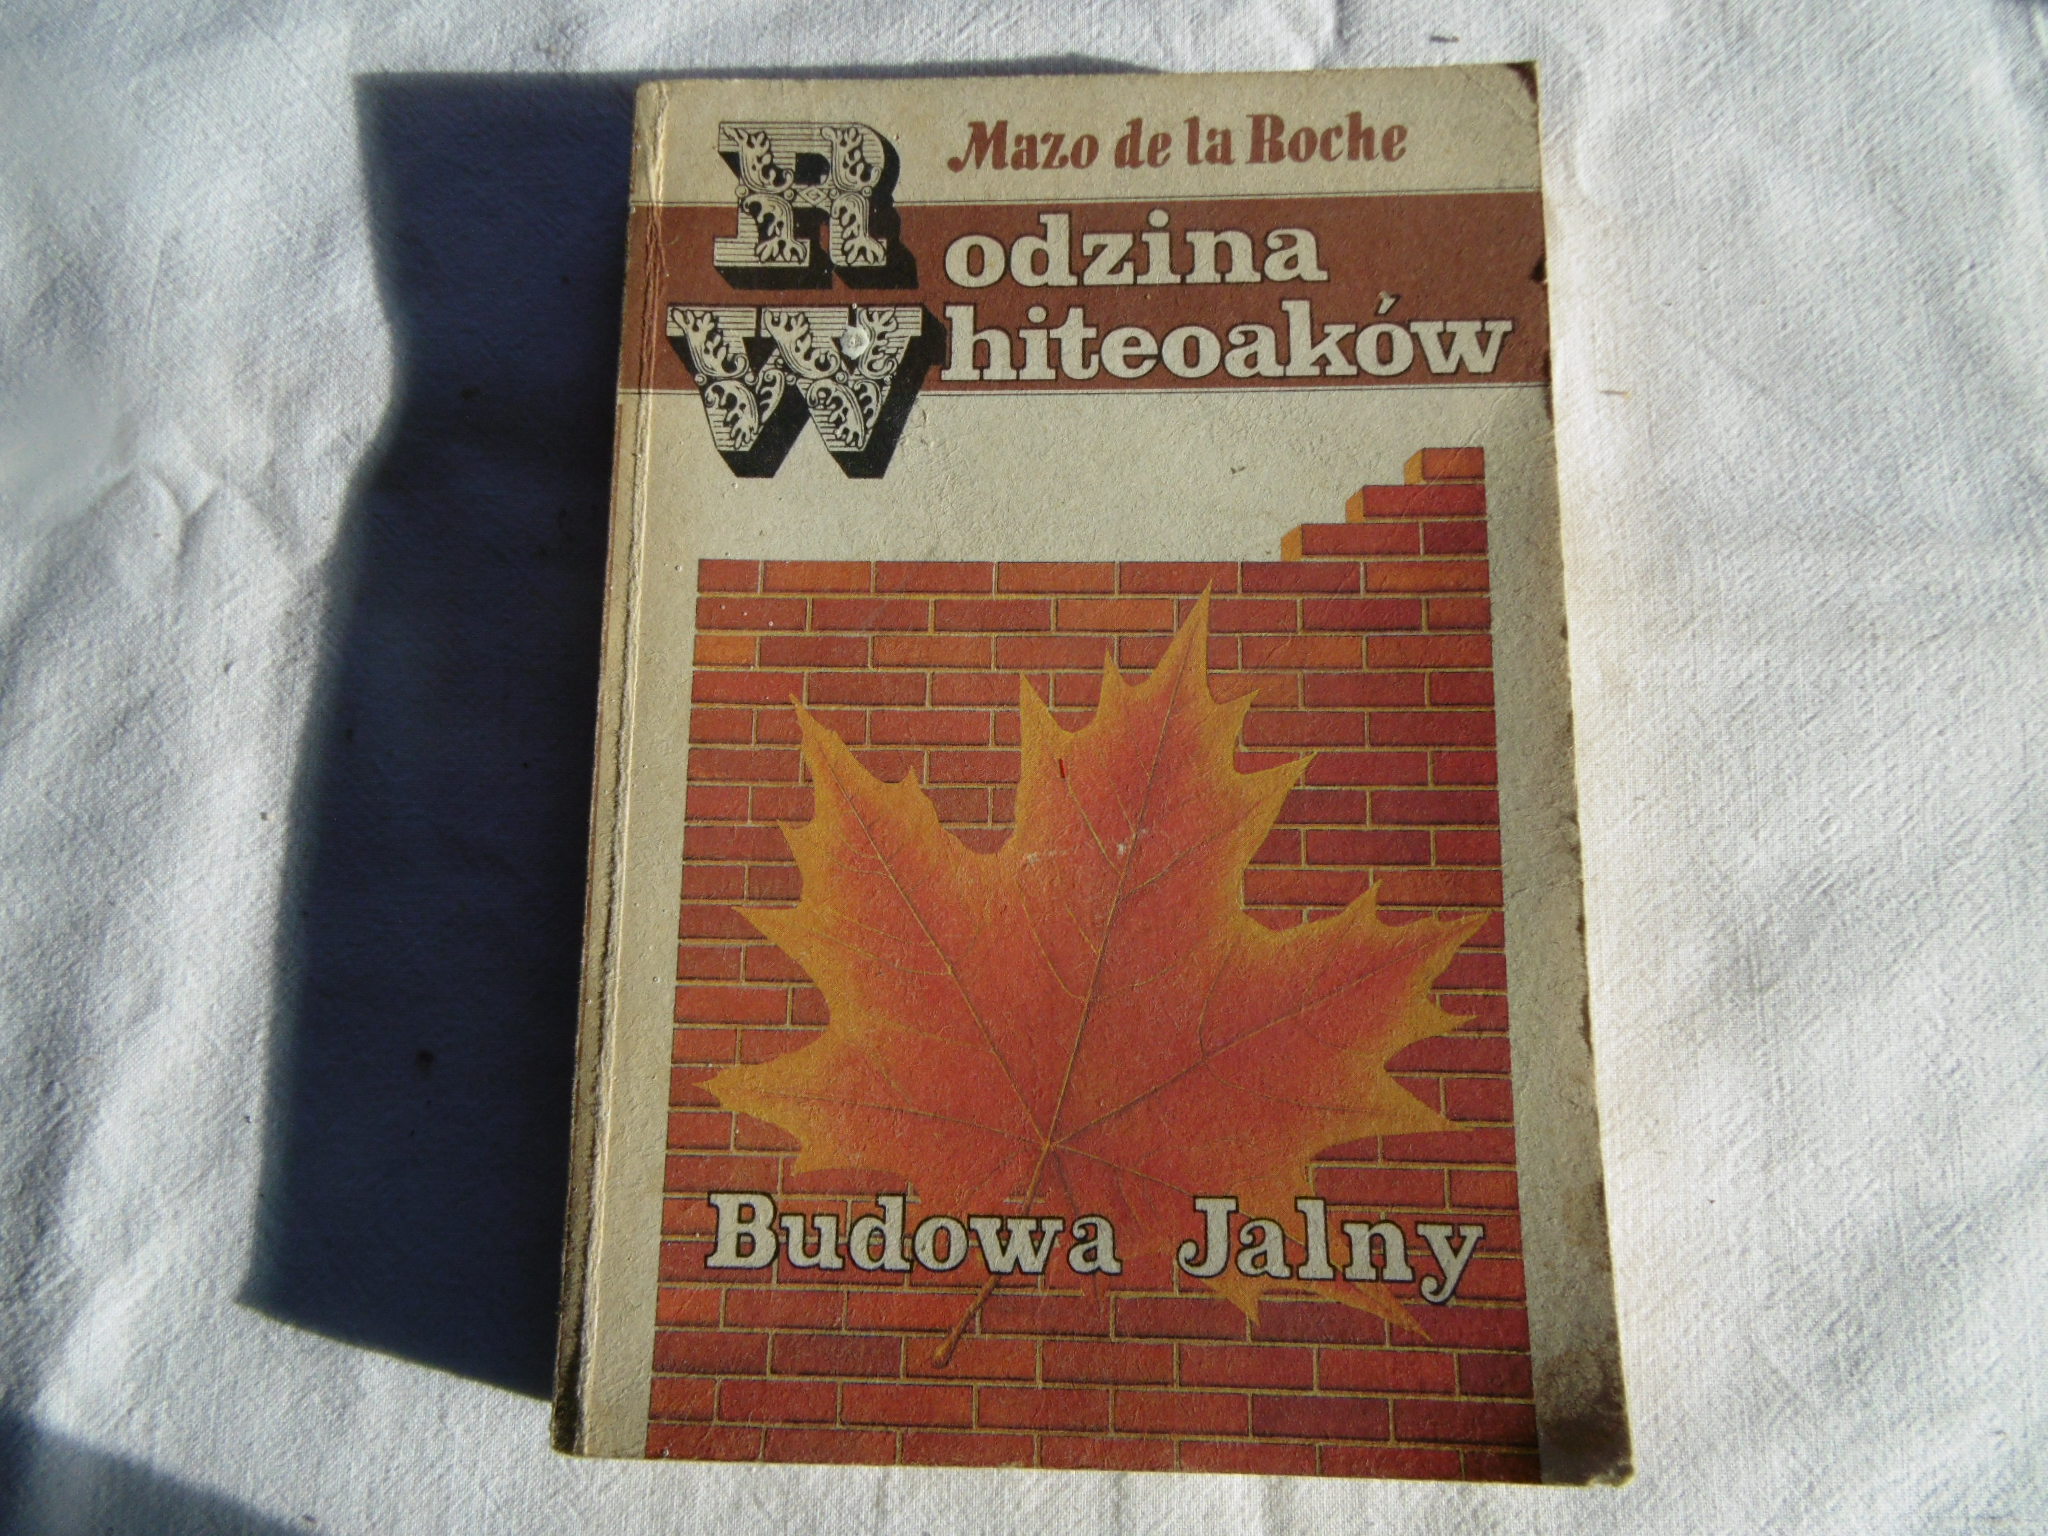 Mazo de la Roche
Rodzina
Whiteoaków
Budowa Jalny